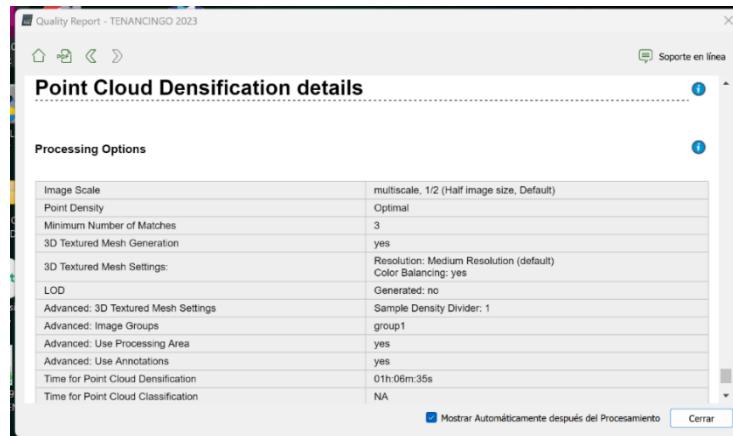 Quality Report - TENANCINGO 2023
Soporte en línea
Point Cloud Densification details
Processing Options
Image Scale multiscale, 1/2 (Half image size, Default)
Point Density Optimal
Minimum Number of Matches 3
3D Textured Mesh Generation yes
3D Textured Mesh Settings: Resolution: Medium Resolution (default)
Color Balancing: yes
LOD Generated: no
Advanced: 3D Textured Mesh Settings Sample Density Divider: 1
Advanced: Image Groups group1
Advanced: Use Processing Area yes
Advanced: Use Annotations yes
Time for Point Cloud Densification 01h:06m:35s
Time for Point Cloud Classification NA
Mostrar Automáticamente después del Procesamiento Cerrar